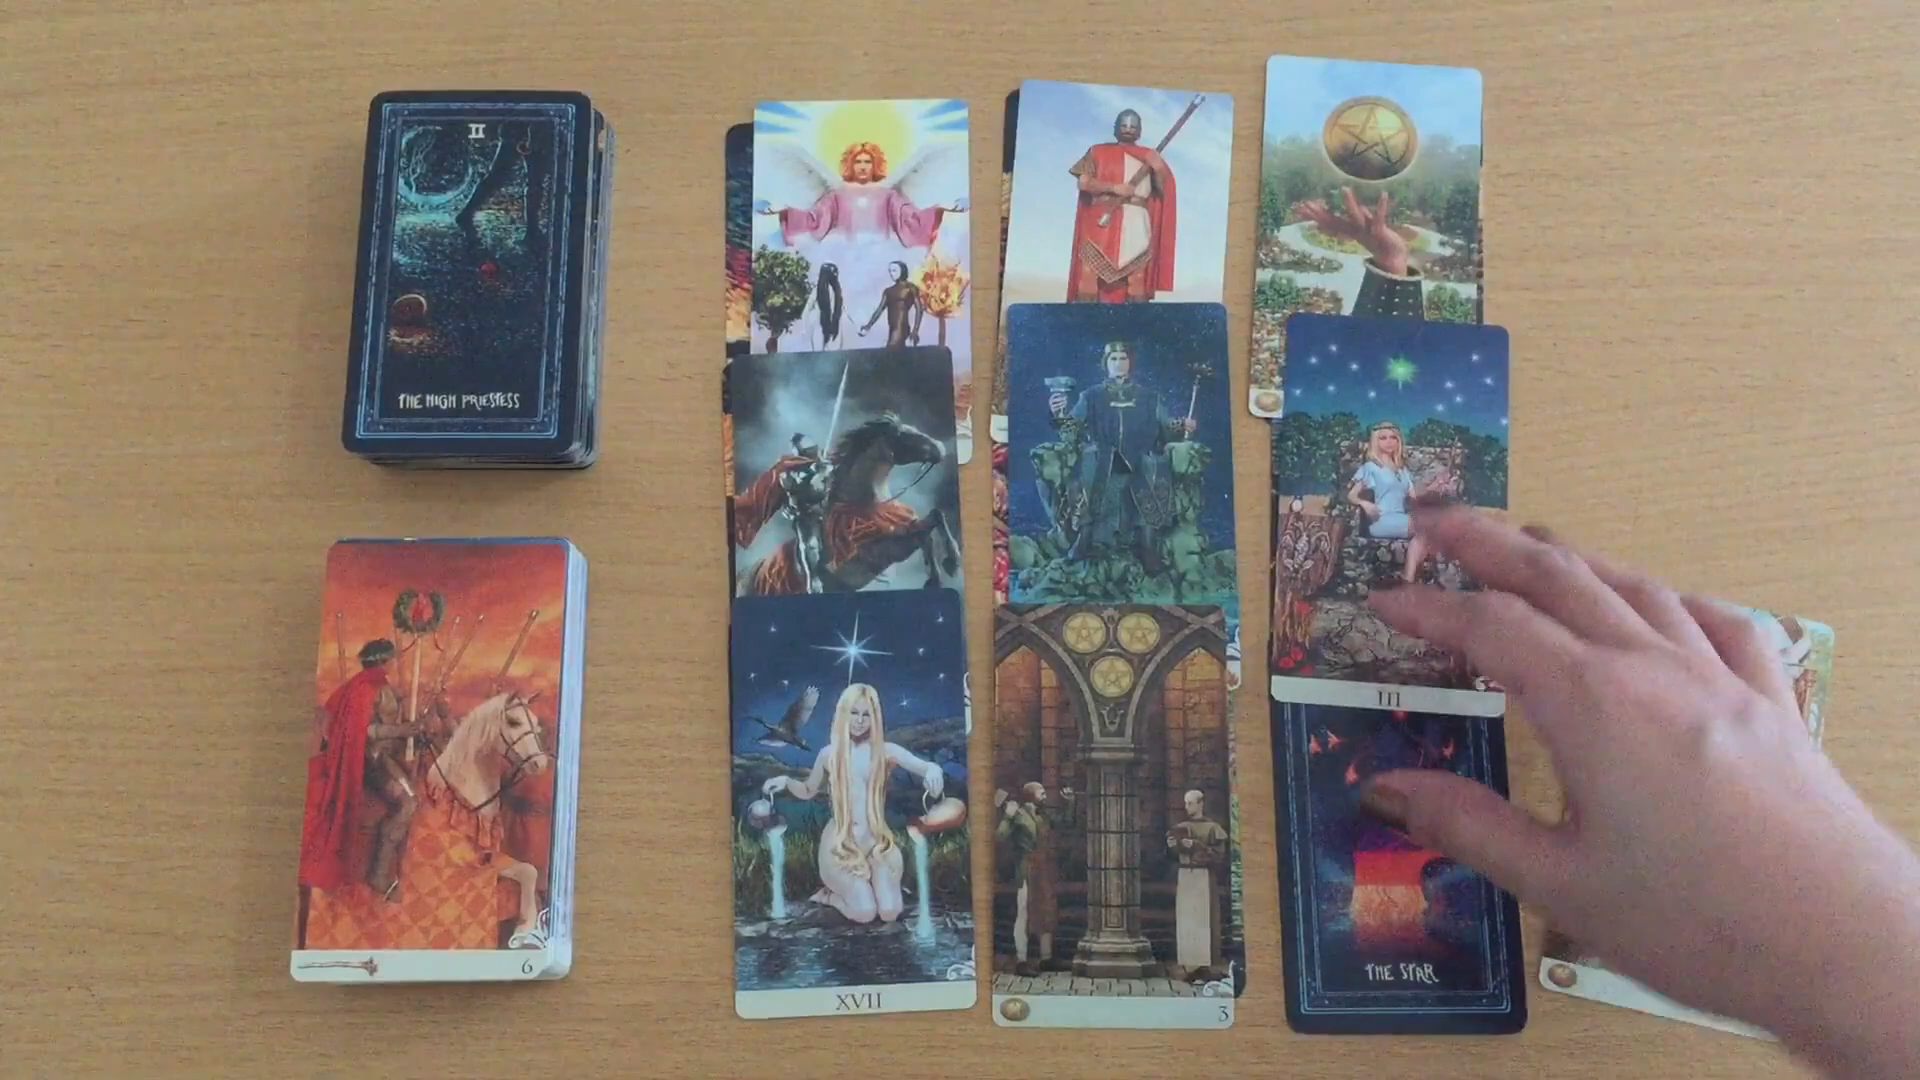 II
THE HIGH PRIESTESS
6
XVII
3
III
THE STAR